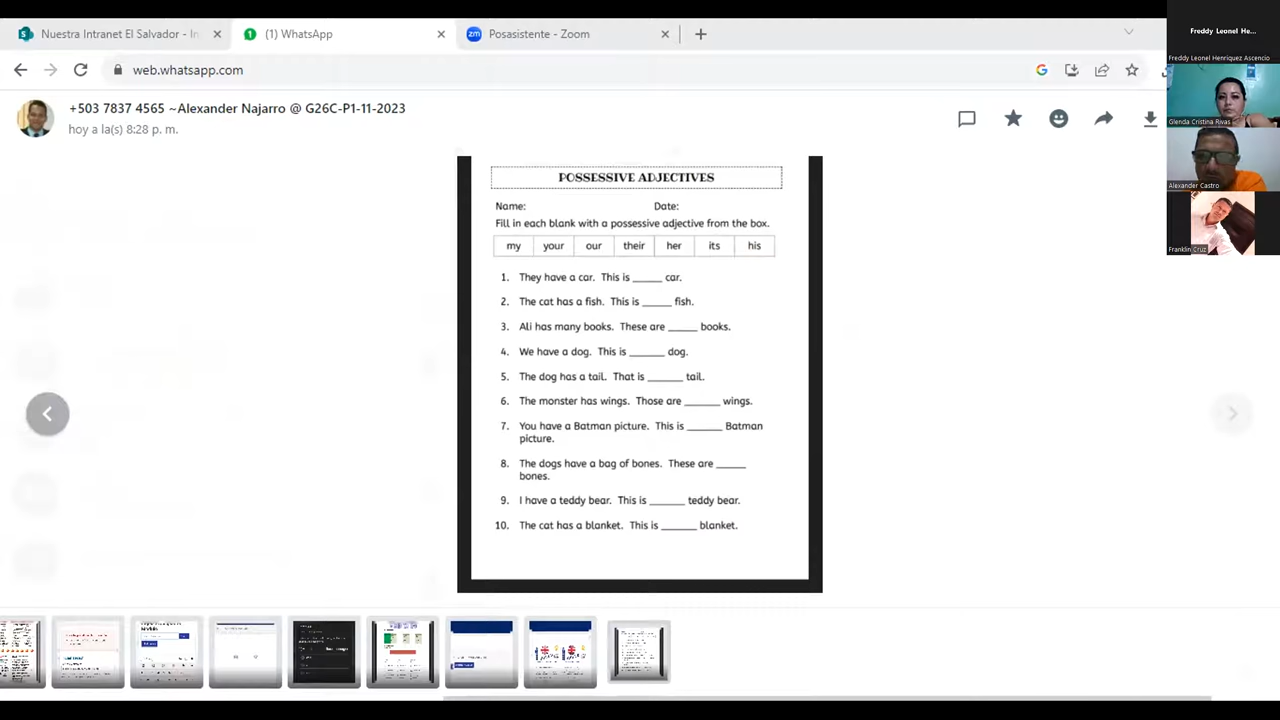 Nuestra Intranet El Salvador - In
(1) WhatsApp
Posasistente - Zoom
web.whatsapp.com
+503 7837 4565 ~Alexander Najarro @ G26C-P1-11-2023
hoy a la(s) 8:28 p. m.
Freddy Leonel He...
Freddy Leonel Henriquez Ascencio
Glenda Cristina Rivas
Alexander Castro
Franklin Cruz
POSSESSIVE ADJECTIVES
Name: Date:
Fill in each blank with a possessive adjective from the box.
my your our their her its his
1. They have a car. This is _____ car.
2. The cat has a fish. This is _____ fish.
3. Ali has many books. These are _____ books.
4. We have a dog. This is ______ dog.
5. The dog has a tail. That is ______ tail.
6. The monster has wings. Those are ______ wings.
7. You have a Batman picture. This is ______ Batman
picture.
8. The dogs have a bag of bones. These are _____
bones.
9. I have a teddy bear. This is ______ teddy bear.
10. The cat has a blanket. This is ______ blanket.